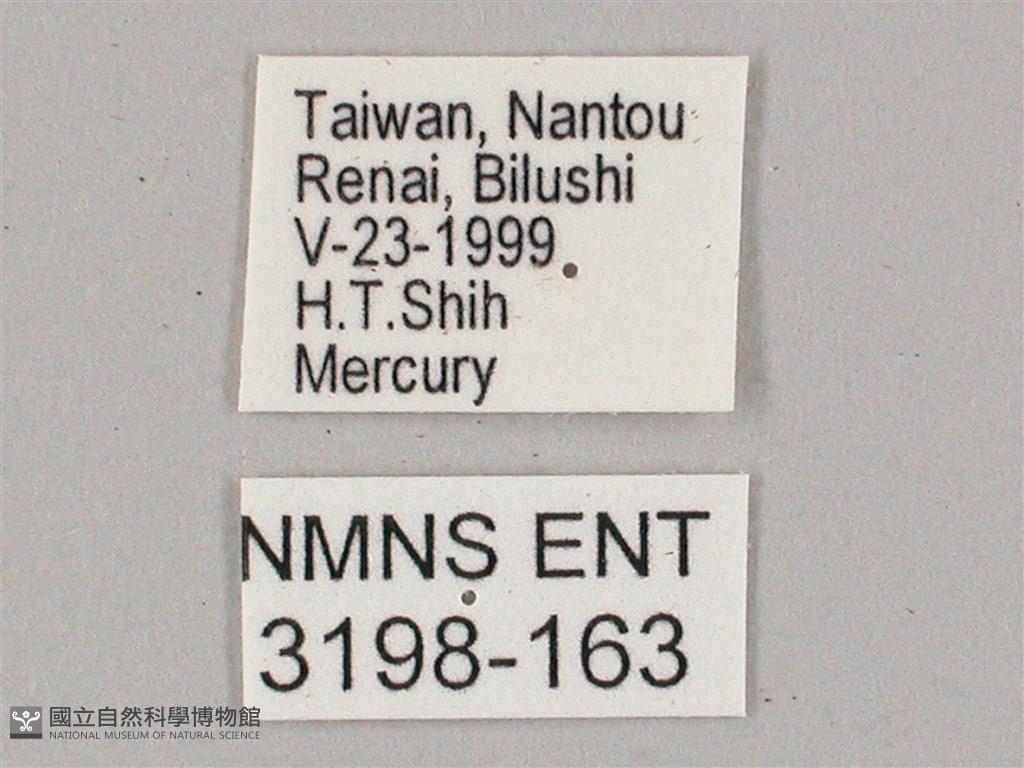 Taiwan, Nantou
Renai, Bilushi
V-23-1999
H.T.Shih
Mercury
NMNS ENT
3198-163
國立自然科學博物館
NATIONAL MUSEUM OF NATURAL SCIENCE